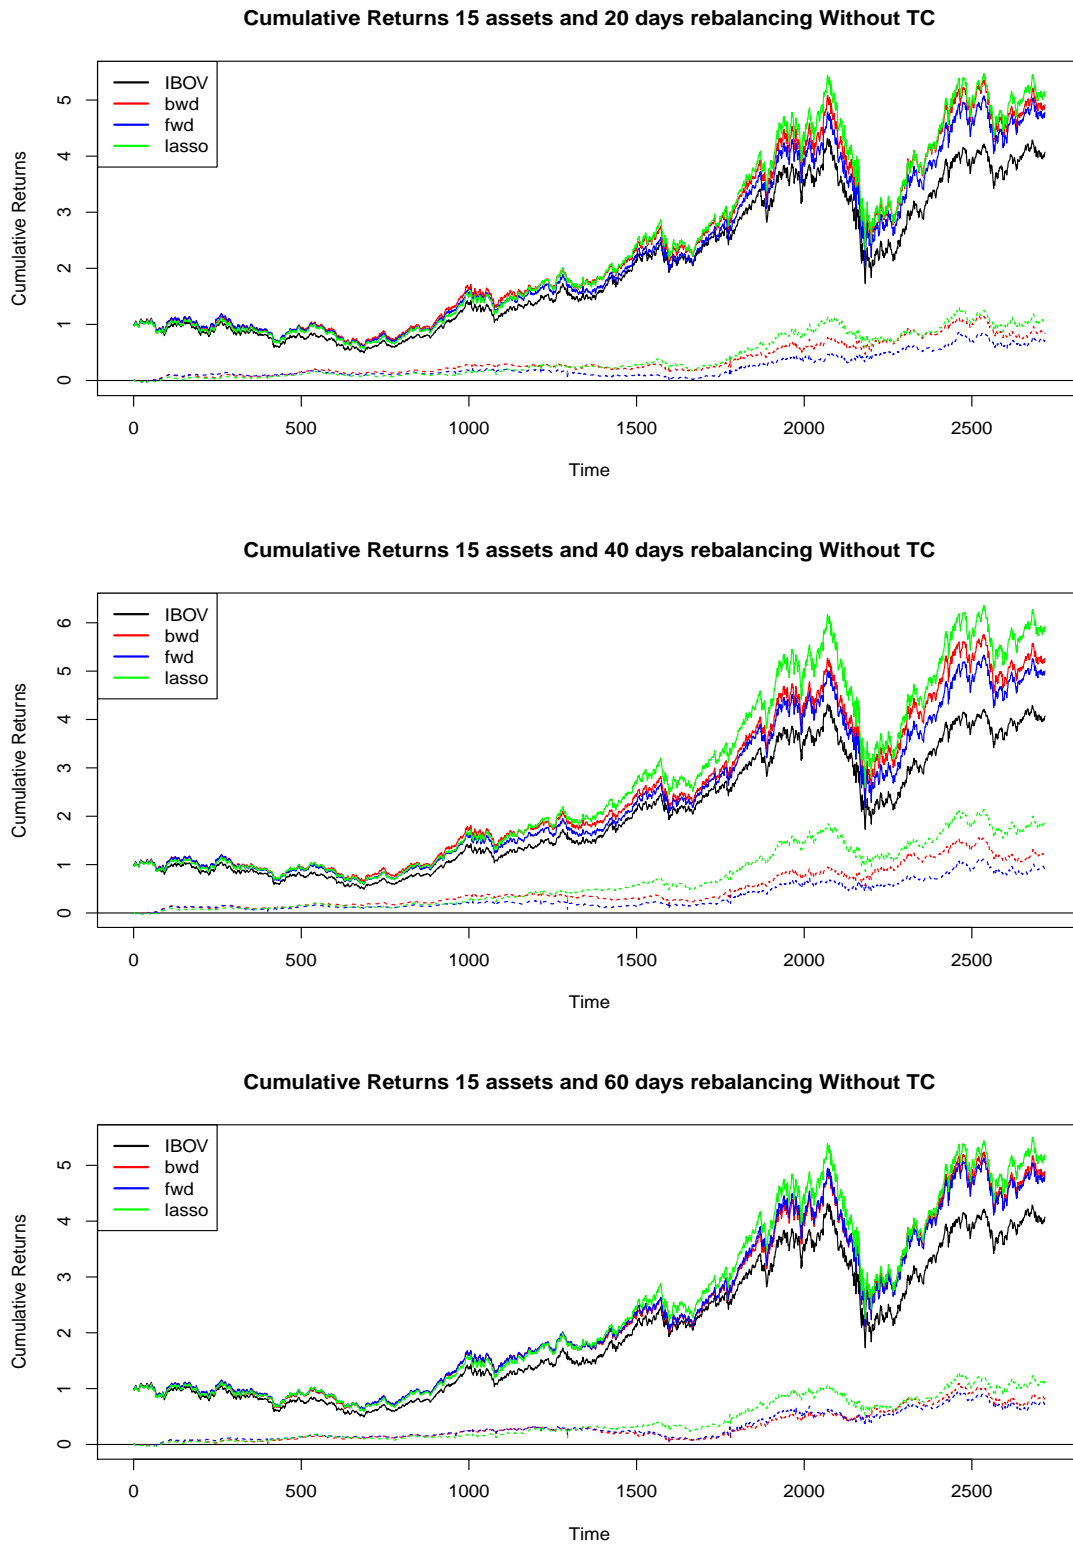 Cumulative Returns 15 assets and 20 days rebalancing Without TC
IBOV
bwd
fwd
lasso
Cumulative Returns
5
4
3
2
1
0
0 500 1000 1500 2000 2500
Time
Cumulative Returns 15 assets and 40 days rebalancing Without TC
IBOV
bwd
fwd
lasso
Cumulative Returns
6
5
4
3
2
1
0
0 500 1000 1500 2000 2500
Time
Cumulative Returns 15 assets and 60 days rebalancing Without TC
IBOV
bwd
fwd
lasso
Cumulative Returns
5
4
3
2
1
0
0 500 1000 1500 2000 2500
Time